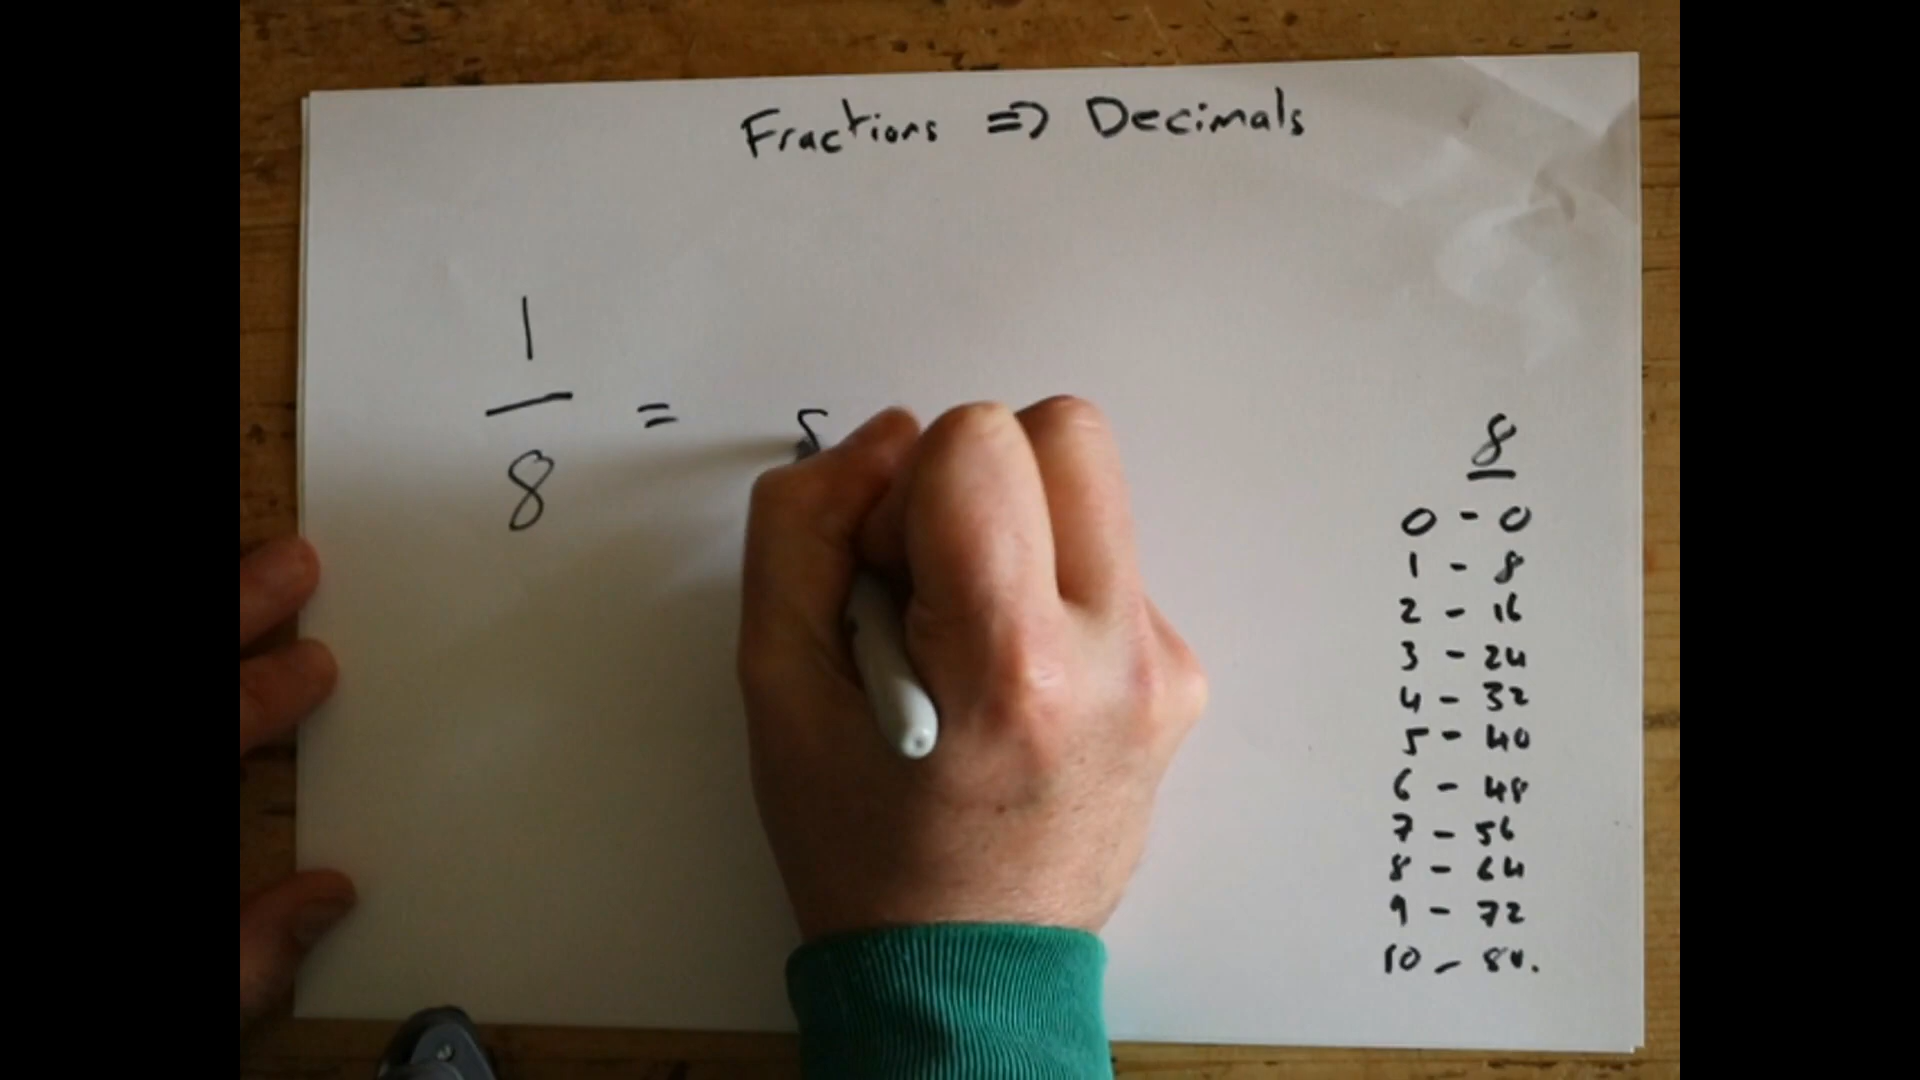 Fractions => Decimals
1
8
=
8
0 - 0
1 - 8
2 - 16
3 - 24
4 - 32
5 - 40
6 - 48
7 - 56
8 - 64
9 - 72
10 - 80.